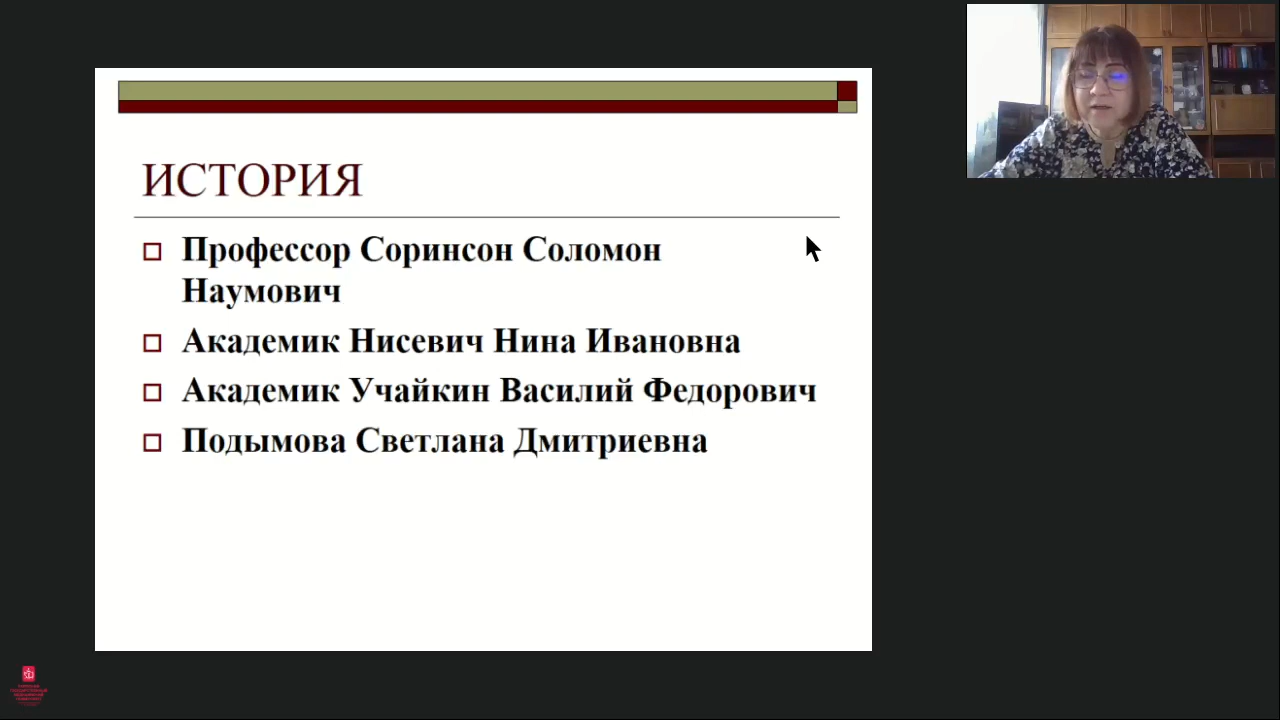 ИСТОРИЯ
Профессор Соринсон Соломон
Наумович
Академик Нисевич Нина Ивановна
Академик Учайкин Василий Федорович
Подымова Светлана Дмитриевна